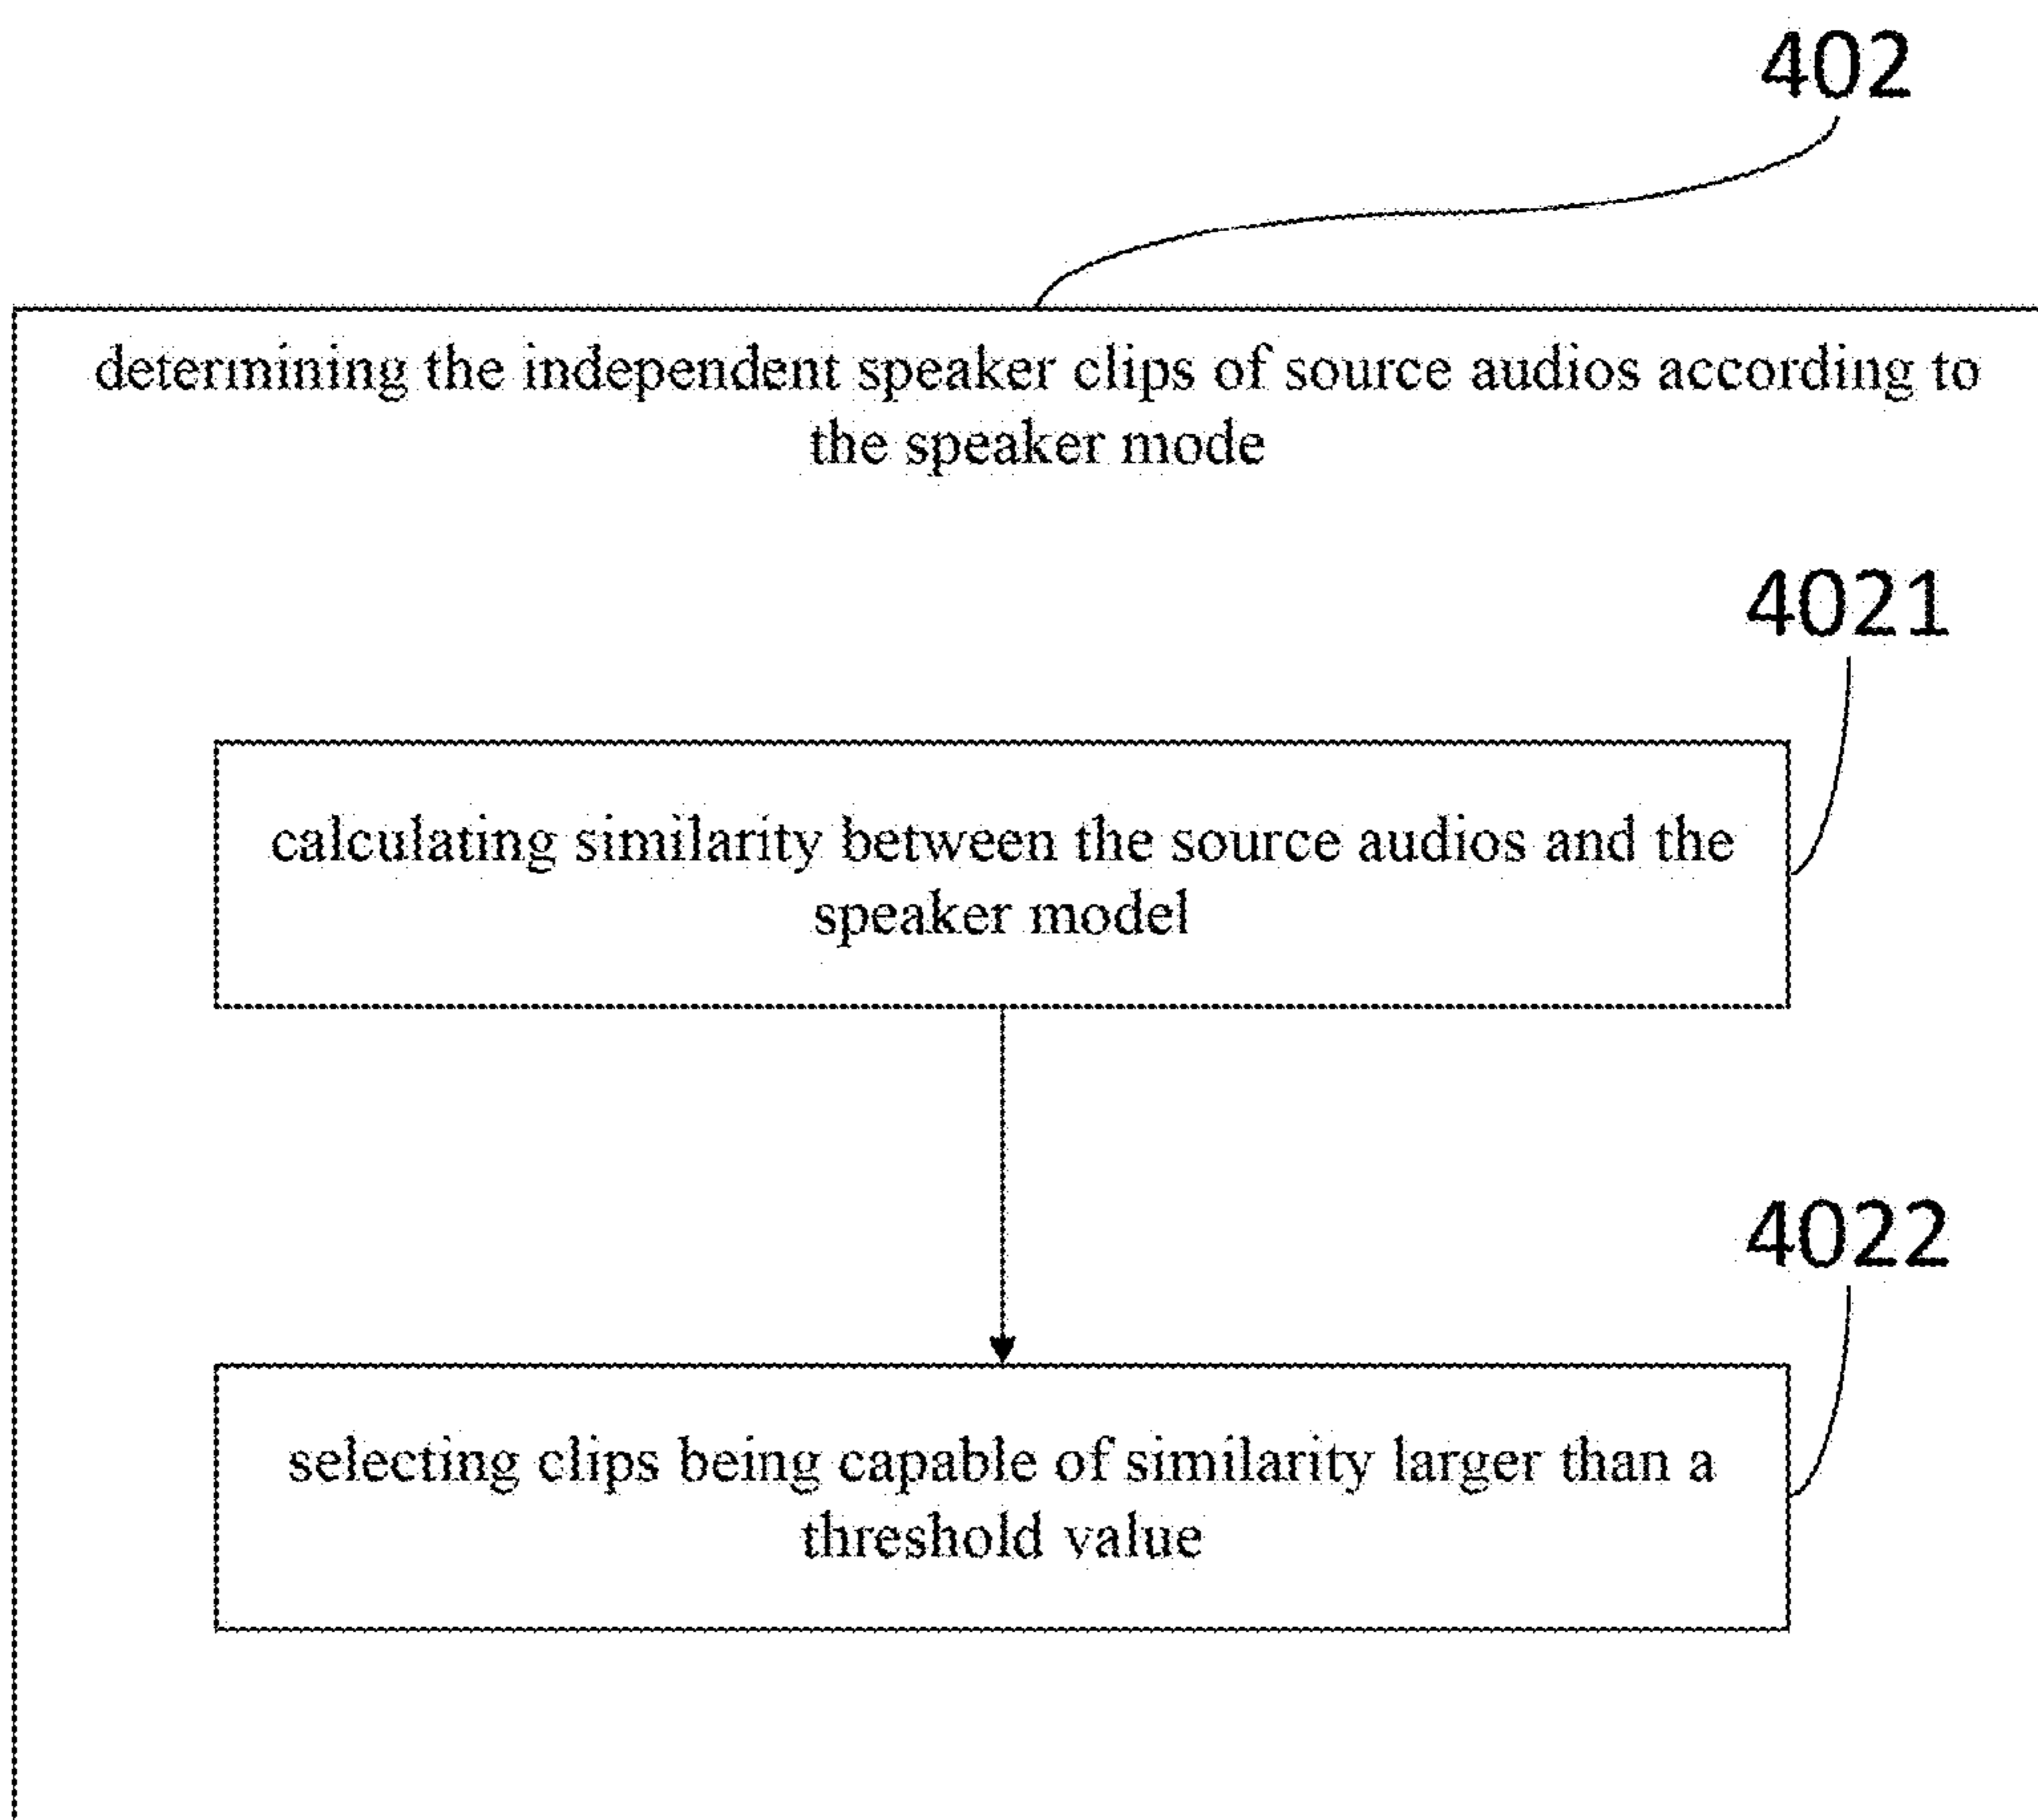 402
determining the independent speaker clips of source audios according to
the speaker mode
4021
calculating similarity between the source audios and the
speaker model
4022
selecting clips being capable of similarity larger than a
threshold value